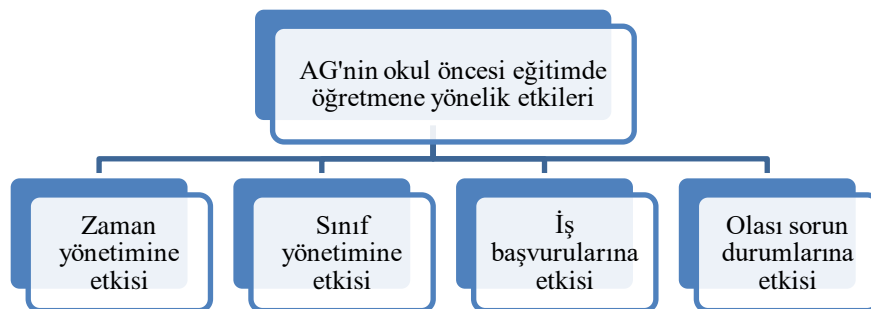 AG'nin okul öncesi eğitimde
öğretmene yönelik etkileri
Zaman
yönetimine
etkisi
Sınıf
yönetimine
etkisi
İş
başvurularına
etkisi
Olası sorun
durumlarına
etkisi